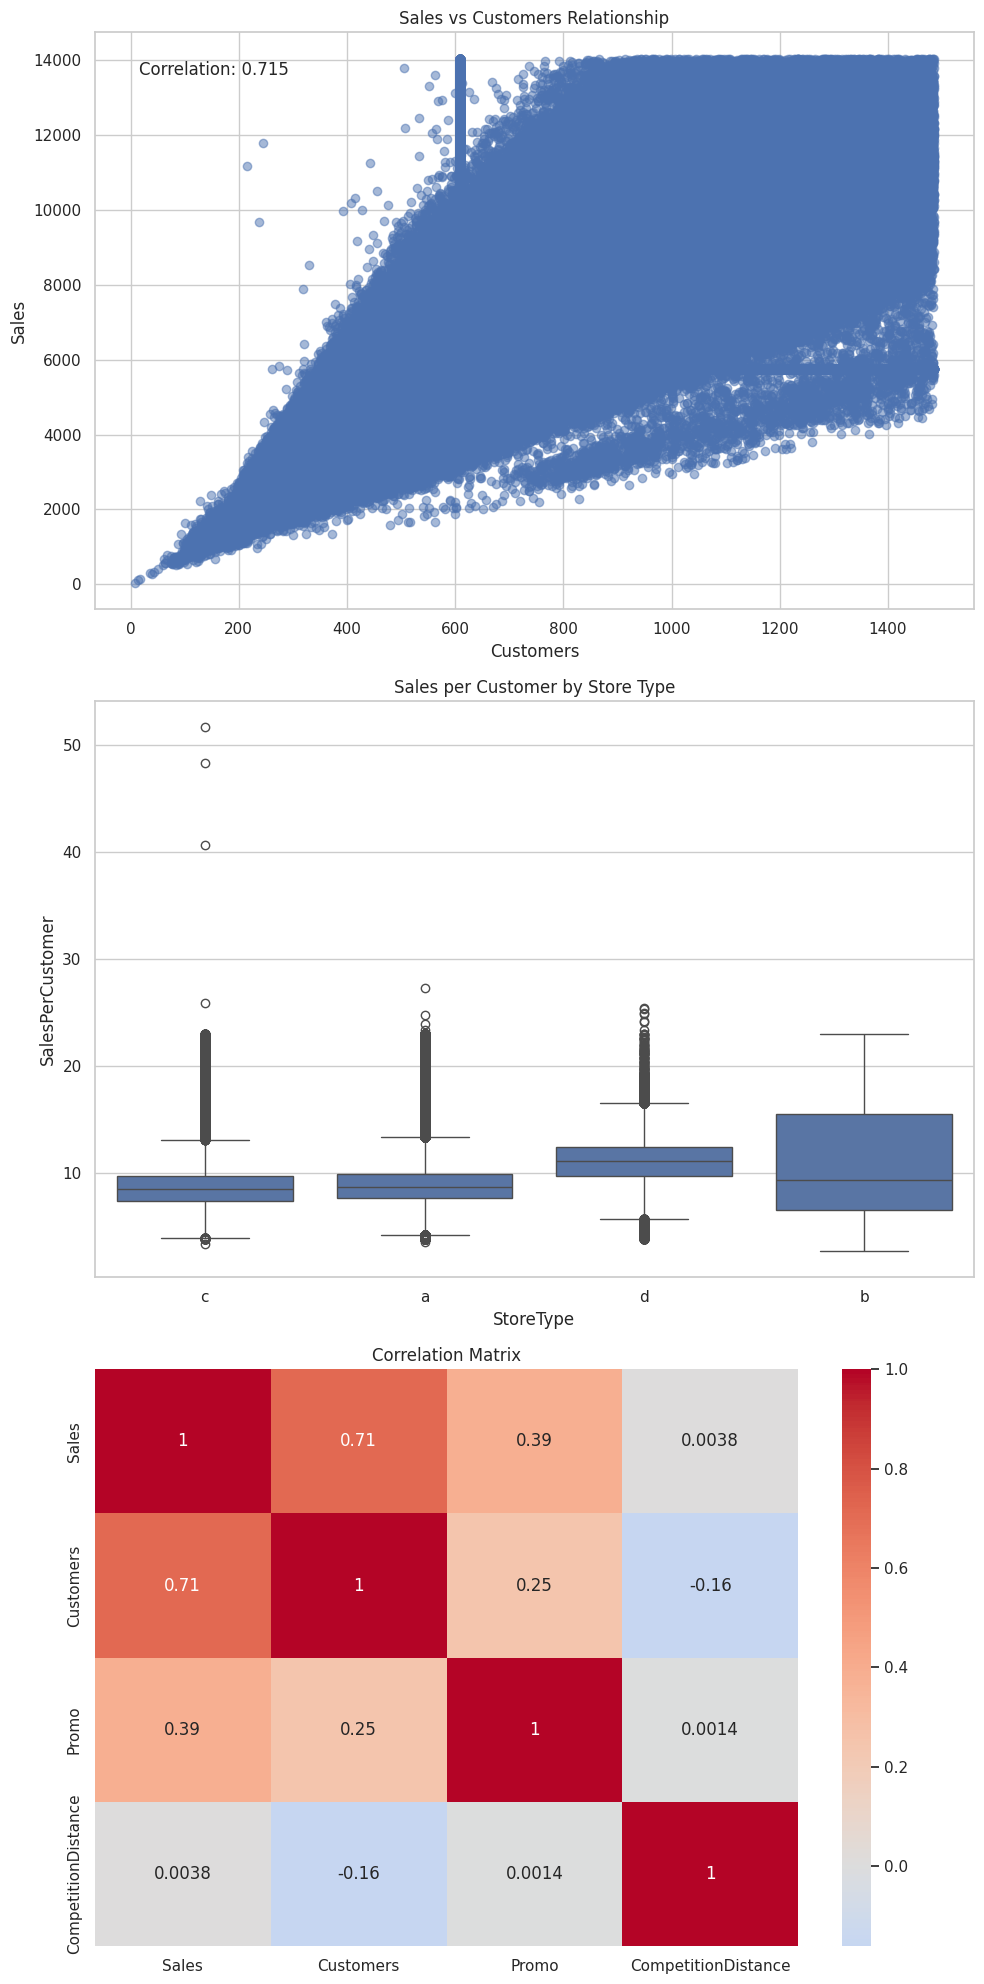 Sales vs Customers Relationship
Correlation: 0.715
14000
12000
10000
8000
6000
4000
2000
0
Sales
0 200 400 600 800 1000 1200 1400
Customers
Sales per Customer by Store Type
50
40
30
20
10
SalesPerCustomer
c a d b
StoreType
Correlation Matrix
Sales 1 0.71 0.39 0.0038
Customers 0.71 1 0.25 -0.16
Promo 0.39 0.25 1 0.0014
CompetitionDistance 0.0038 -0.16 0.0014 1
Sales Customers Promo CompetitionDistance
1.0
0.8
0.6
0.4
0.2
0.0